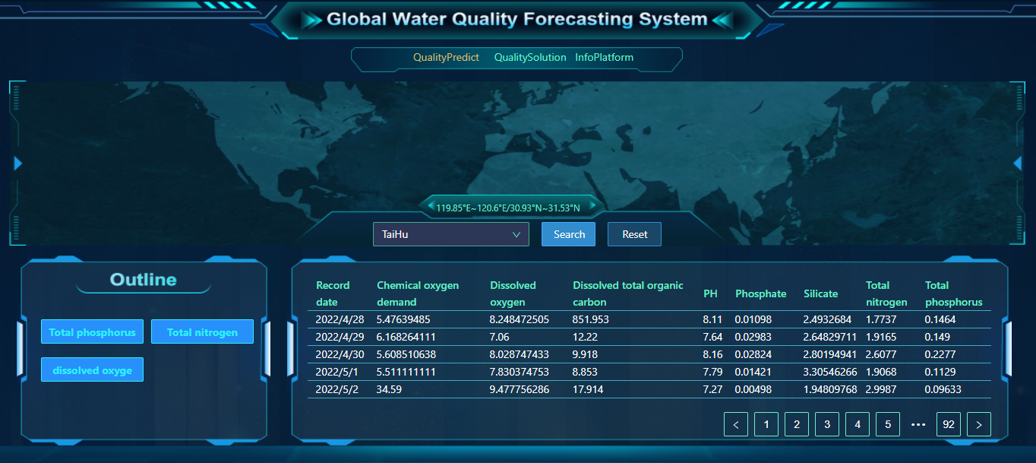 Global Water Quality Forecasting System
QualityPredict QualitySolution InfoPlatform
119.85°E~120.6°E/30.93°N~31.53°N
TaiHu Search Reset
Outline
Total phosphorus Total nitrogen
dissolved oxyge
Record date Chemical oxygen demand Dissolved oxygen Dissolved total organic carbon PH Phosphate Silicate Total nitrogen Total phosphorus
2022/4/28 5.47639485 8.248472505 851.953 8.11 0.01098 2.4932684 1.7737 0.1464
2022/4/29 6.168264111 7.06 12.22 7.64 0.02983 2.64829711 1.9165 0.149
2022/4/30 5.608510638 8.028747433 9.918 8.16 0.02824 2.80194941 2.6077 0.2277
2022/5/1 5.511111111 7.830374753 8.853 7.79 0.01421 3.30546266 1.9068 0.1129
2022/5/2 34.59 9.477756286 17.914 7.27 0.00498 1.94809768 2.9987 0.09633
< 1 2 3 4 5 ••• 92 >